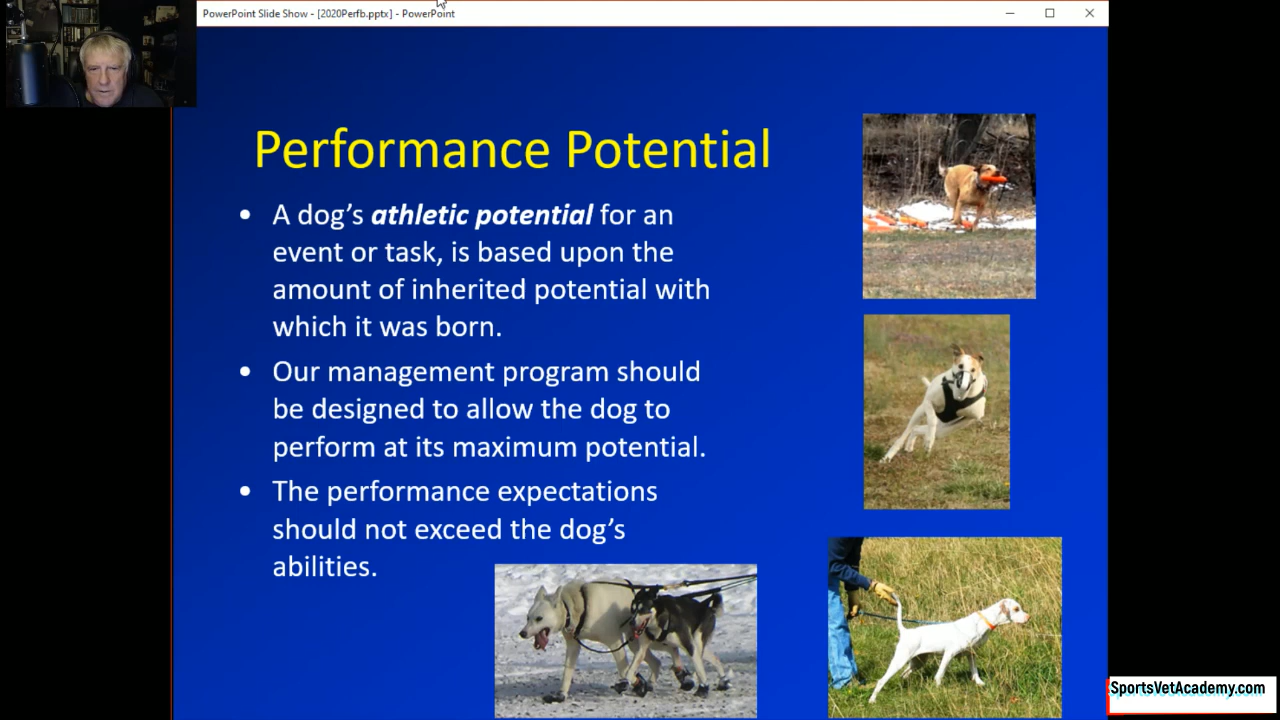 PowerPoint Slide Show - [2020Perfb.pptx] - PowerPoint
Performance Potential
• A dog’s athletic potential for an
event or task, is based upon the
amount of inherited potential with
which it was born.
• Our management program should
be designed to allow the dog to
perform at its maximum potential.
• The performance expectations
should not exceed the dog’s
abilities.
SportsVetAcademy.com